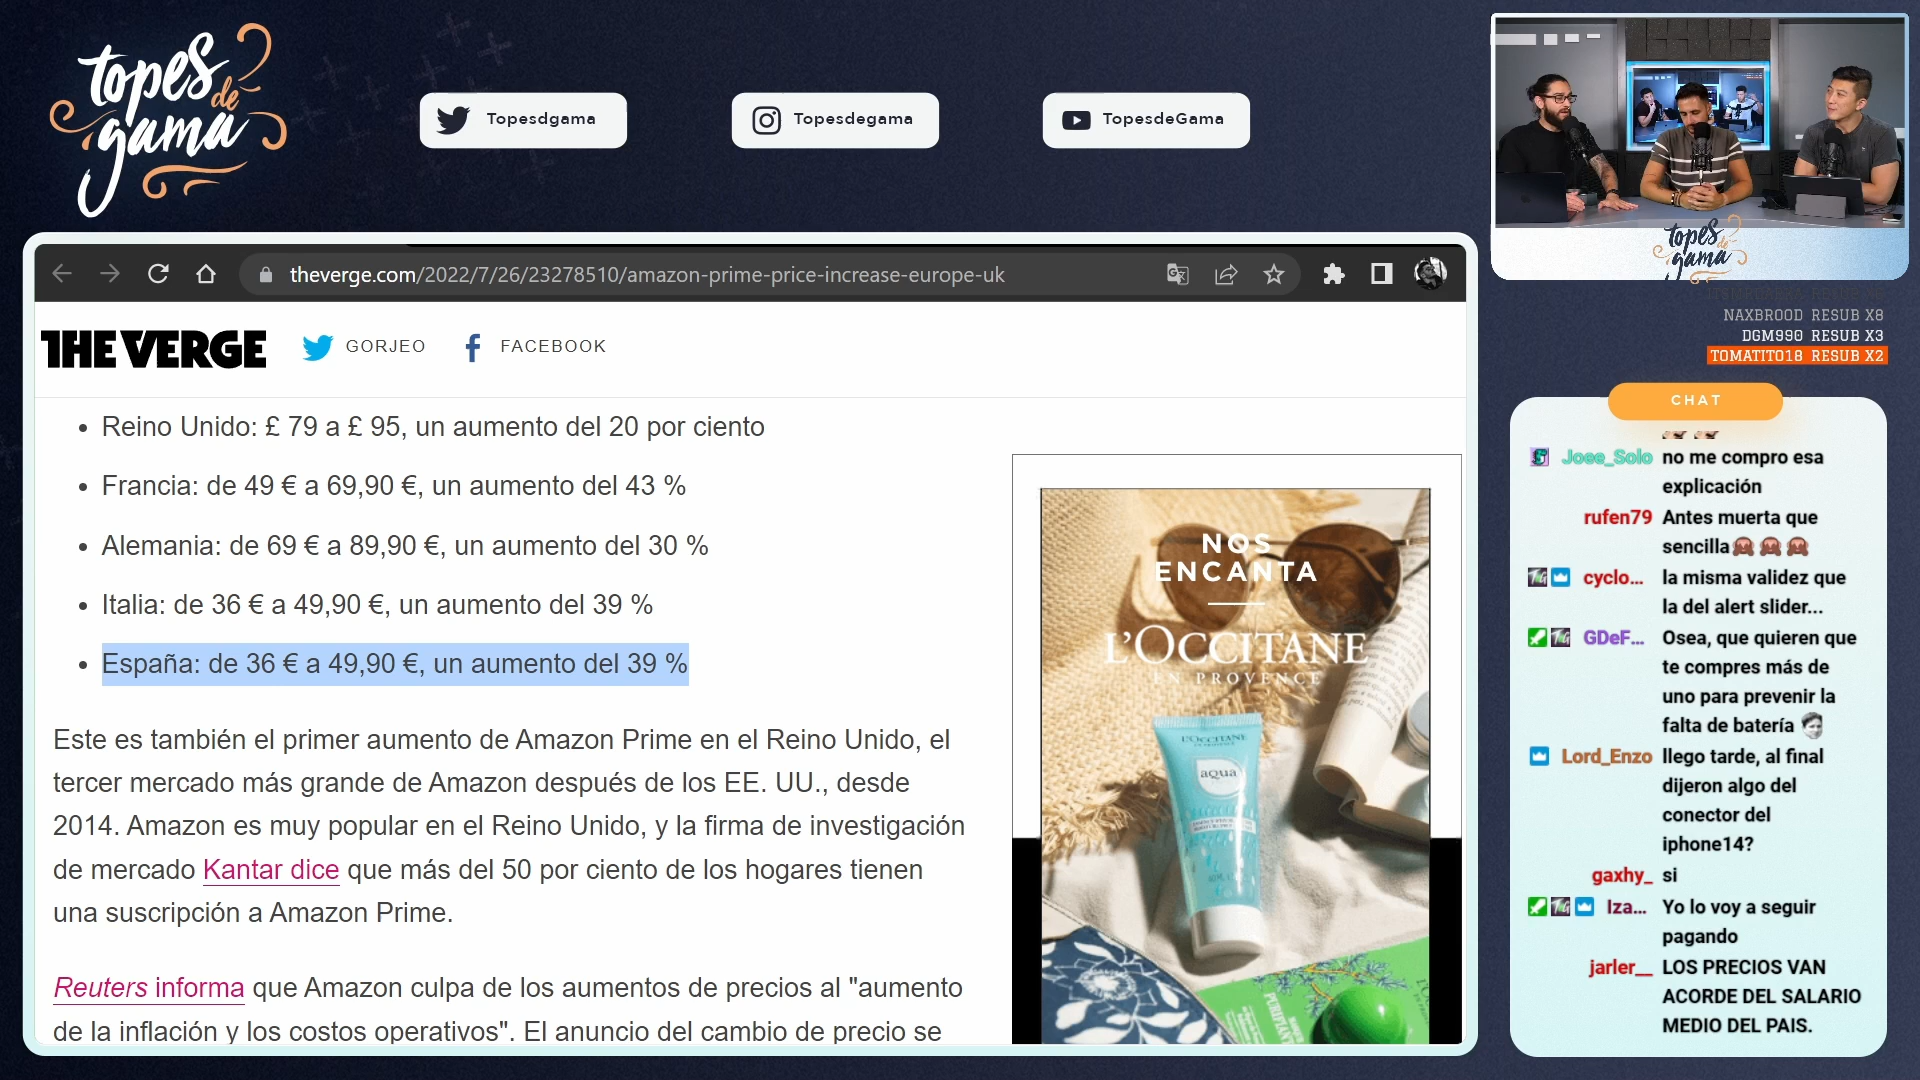 topes
de
gama
Topesdgama
Topesdegama
TopesdeGama
theverge.com/2022/7/26/23278510/amazon-prime-price-increase-europe-uk
THE VERGE
GORJEO
FACEBOOK
Reino Unido: £ 79 a £ 95, un aumento del 20 por ciento
Francia: de 49 € a 69,90 €, un aumento del 43 %
Alemania: de 69 € a 89,90 €, un aumento del 30 %
Italia: de 36 € a 49,90 €, un aumento del 39 %
España: de 36 € a 49,90 €, un aumento del 39 %
Este es también el primer aumento de Amazon Prime en el Reino Unido, el
tercer mercado más grande de Amazon después de los EE. UU., desde
2014. Amazon es muy popular en el Reino Unido, y la firma de investigación
de mercado Kantar dice que más del 50 por ciento de los hogares tienen
una suscripción a Amazon Prime.
Reuters informa que Amazon culpa de los aumentos de precios al "aumento
de la inflación y los costos operativos". El anuncio del cambio de precio se
NOS
ENCANTA
L'OCCITANE
EN PROVENCE
L'OCCITANE
aqua
topes
de
gama
NAXBROOD RESUB X8
DGM990 RESUB X3
TOMATITO18 RESUB X2
CHAT
Joee_Solo no me compro esa
explicación
rufen79 Antes muerta que
sencilla
cyclo... la misma validez que
la del alert slider...
GDeF... Osea, que quieren que
te compres más de
uno para prevenir la
falta de batería
Lord_Enzo llego tarde, al final
dijeron algo del
conector del
iphone14?
gaxhy_ si
Iza... Yo lo voy a seguir
pagando
jarler__ LOS PRECIOS VAN
ACORDE DEL SALARIO
MEDIO DEL PAIS.